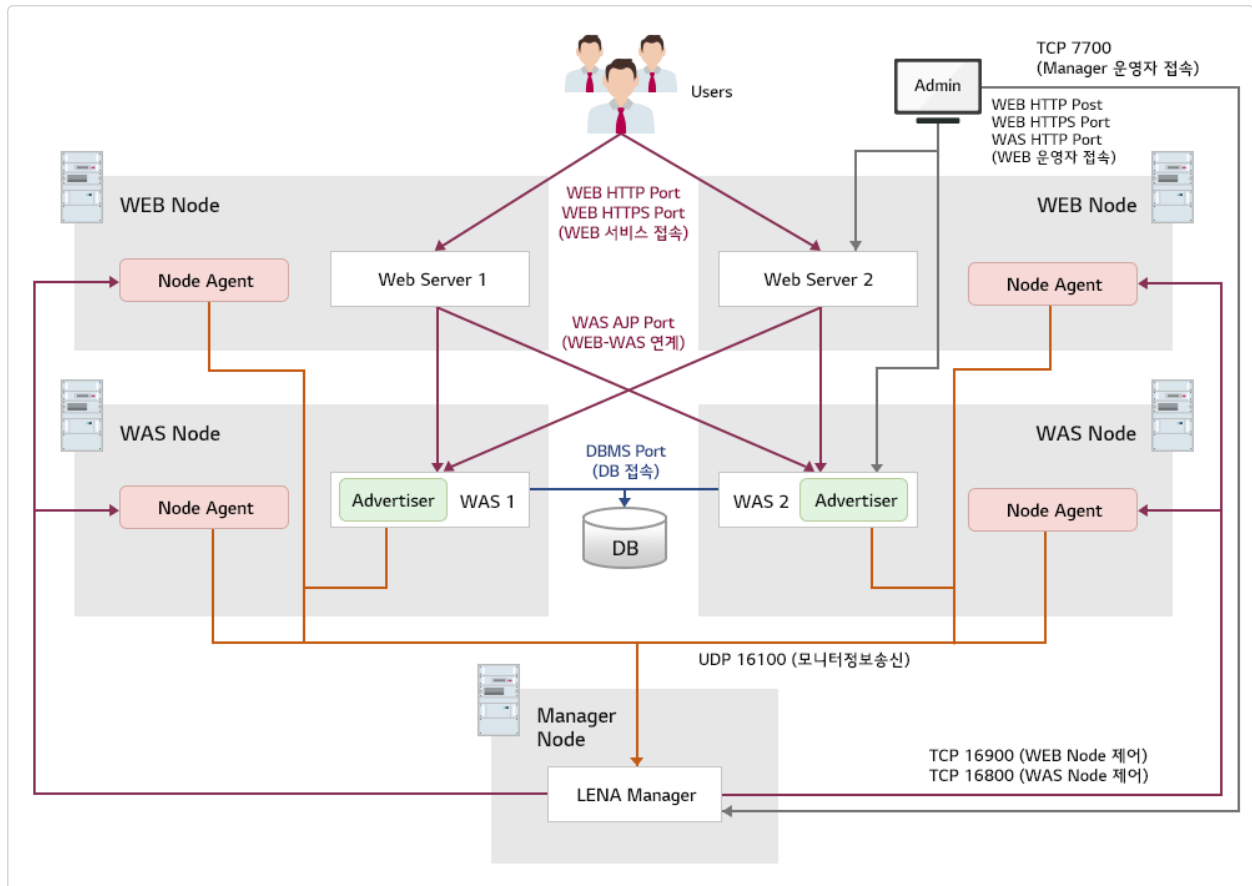 TCP 7700
(Manager 운영자 접속)
Users
Admin
WEB HTTP Post
WEB HTTPS Port
WAS HTTP Port
(WEB 운영자 접속)
WEB Node
WEB HTTP Port
WEB HTTPS Port
(WEB 서비스 접속)
WEB Node
Node Agent
Web Server 1
Web Server 2
Node Agent
WAS AJP Port
(WEB-WAS 연계)
WAS Node
WAS Node
DBMS Port
(DB 접속)
Node Agent
Advertiser
WAS 1
WAS 2
Advertiser
Node Agent
DB
UDP 16100 (모니터정보송신)
Manager
Node
TCP 16900 (WEB Node 제어)
TCP 16800 (WAS Node 제어)
LENA Manager